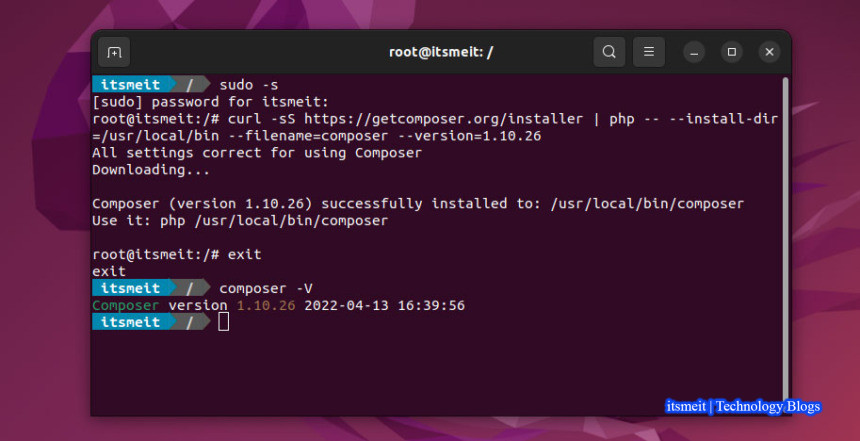 root@itsmeit: /
itsmeit / sudo -s
[sudo] password for itsmeit:
root@itsmeit:/# curl -sS https://getcomposer.org/installer | php -- --install-dir
=/usr/local/bin --filename=composer --version=1.10.26
All settings correct for using Composer
Downloading...
Composer (version 1.10.26) successfully installed to: /usr/local/bin/composer
Use it: php /usr/local/bin/composer
root@itsmeit:/# exit
exit
itsmeit / composer -V
Composer version 1.10.26 2022-04-13 16:39:56
itsmeit /
itsmeit | Technology Blogs